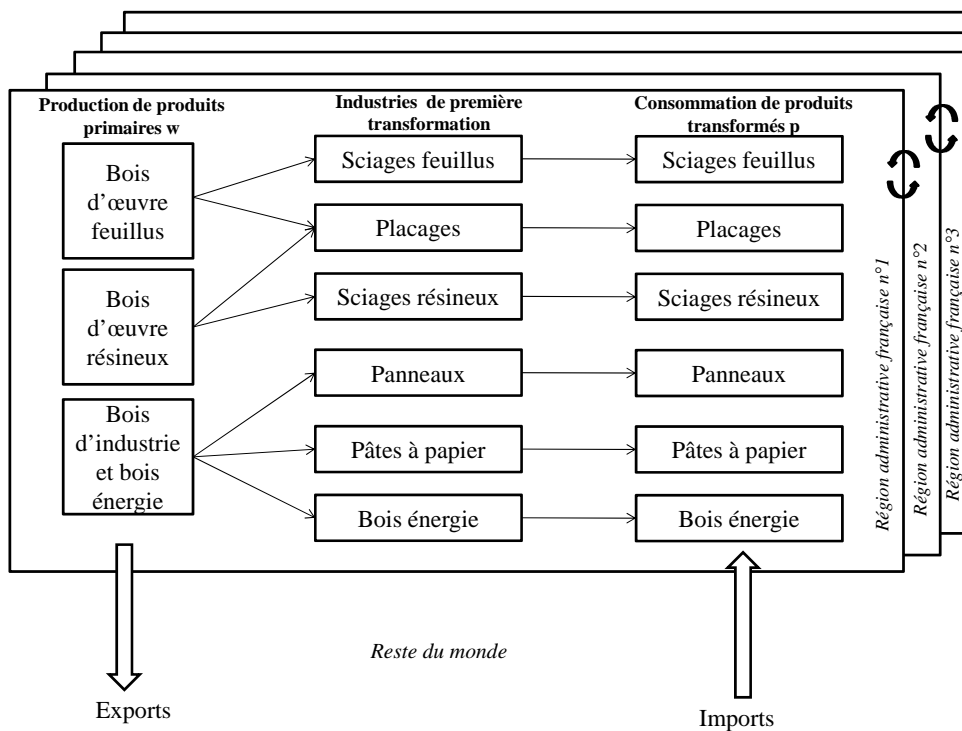 Production de produits
primaires w
Industries de première
transformation
Consommation de produits
transformés p
Bois
d'œuvre
feuillus
Bois
d'œuvre
résineux
Bois
d'industrie
et bois
énergie
Sciages feuillus
Placages
Sciages résineux
Panneaux
Pâtes à papier
Bois énergie
Sciages feuillus
Placages
Sciages résineux
Panneaux
Pâtes à papier
Bois énergie
Région administrative française n°1
Région administrative française n°2
Région administrative française n°3
Reste du monde
Exports
Imports